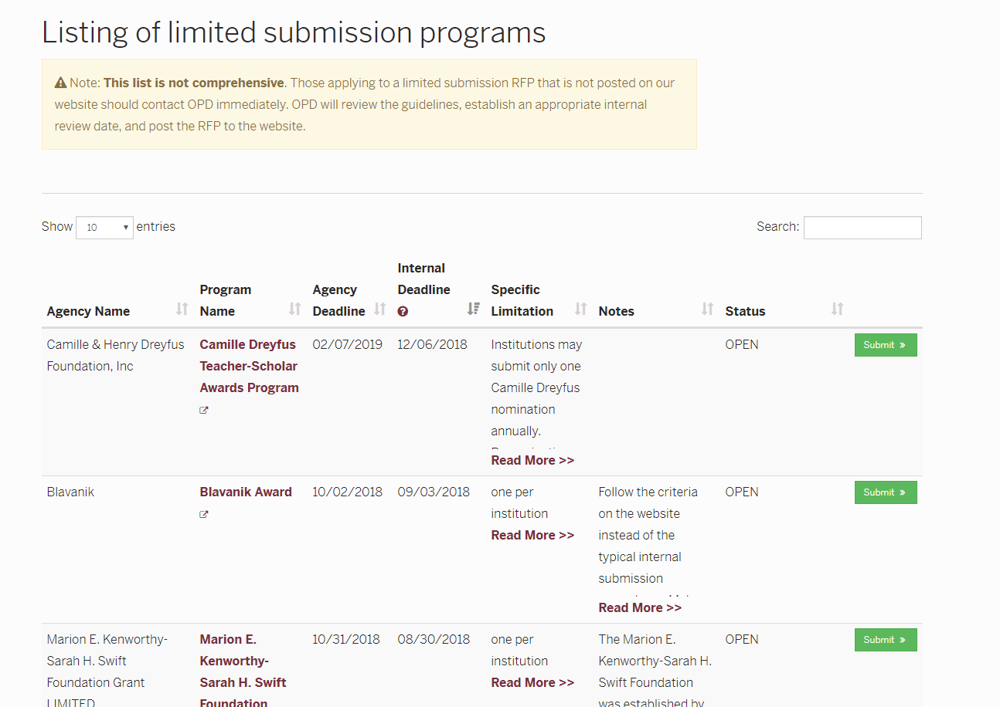 Listing of limited submission programs
Note: This list is not comprehensive. Those applying to a limited submission RFP that is not posted on our
website should contact OPD immediately. OPD will review the guidelines, establish an appropriate internal
review date, and post the RFP to the website.
Show 10 entries
Search:
Agency Name
Program
Name
Agency
Deadline
Internal
Deadline
Specific
Limitation
Notes
Status
Camille & Henry Dreyfus
Foundation, Inc
Camille Dreyfus
Teacher-Scholar
Awards Program
02/07/2019
12/06/2018
Institutions may
submit only one
Camille Dreyfus
nomination
annually.
Read More >>
OPEN
Submit »
Blavanik
Blavanik Award
10/02/2018
09/03/2018
one per
institution
Read More >>
Follow the criteria
on the website
instead of the
typical internal
submission
Read More >>
OPEN
Submit »
Marion E. Kenworthy-
Sarah H. Swift
Foundation Grant
LIMITED
Marion E.
Kenworthy-
Sarah H. Swift
Foundation
10/31/2018
08/30/2018
one per
institution
Read More >>
The Marion E.
Kenworthy-Sarah H.
Swift Foundation
was established by
OPEN
Submit »